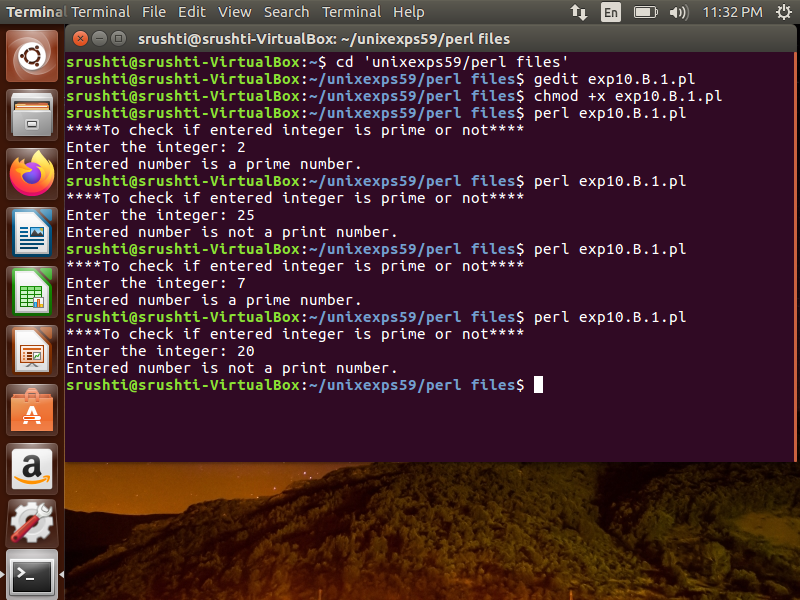 Terminal Terminal File Edit View Search Terminal Help En 11:32 PM
srushti@srushti-VirtualBox: ~/unixexps59/perl files
srushti@srushti-VirtualBox:~$ cd 'unixexps59/perl files'
srushti@srushti-VirtualBox:~/unixexps59/perl files$ gedit exp10.B.1.pl
srushti@srushti-VirtualBox:~/unixexps59/perl files$ chmod +x exp10.B.1.pl
srushti@srushti-VirtualBox:~/unixexps59/perl files$ perl exp10.B.1.pl
****To check if entered integer is prime or not****
Enter the integer: 2
Entered number is a prime number.
srushti@srushti-VirtualBox:~/unixexps59/perl files$ perl exp10.B.1.pl
****To check if entered integer is prime or not****
Enter the integer: 25
Entered number is not a print number.
srushti@srushti-VirtualBox:~/unixexps59/perl files$ perl exp10.B.1.pl
****To check if entered integer is prime or not****
Enter the integer: 7
Entered number is a prime number.
srushti@srushti-VirtualBox:~/unixexps59/perl files$ perl exp10.B.1.pl
****To check if entered integer is prime or not****
Enter the integer: 20
Entered number is not a print number.
srushti@srushti-VirtualBox:~/unixexps59/perl files$